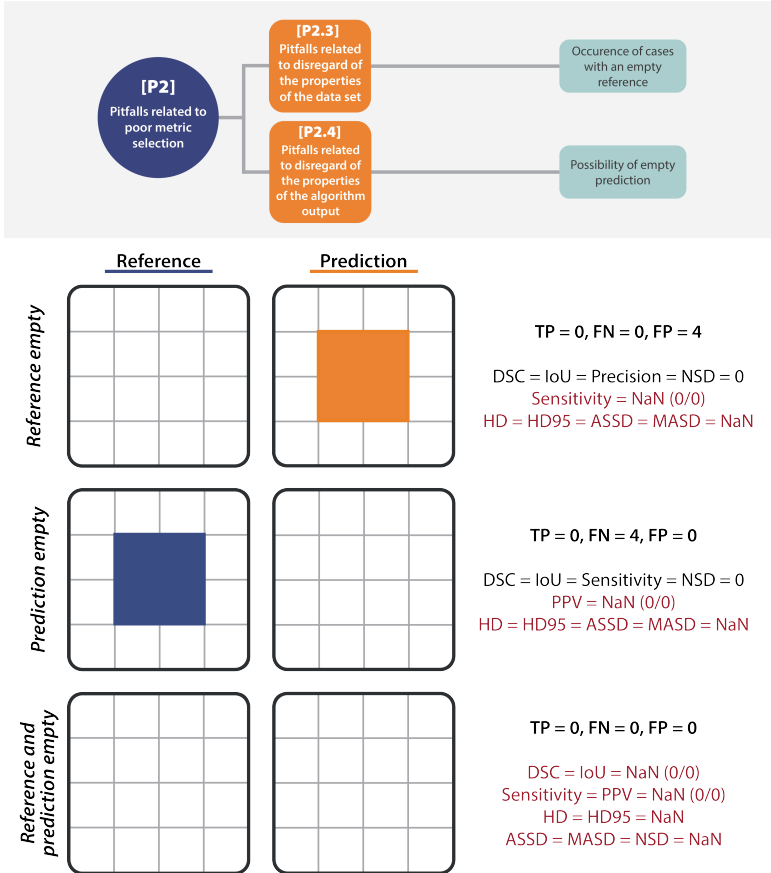 [P2]
Pitfalls related to
poor metric
selection
[P2.3]
Pitfalls related
to disregard of
the properties
of the data set
[P2.4]
Pitfalls related
to disregard of
the properties
of the algorithm
output
Occurence of cases
with an empty
reference
Possibility of empty
prediction
Reference
Prediction
Reference empty
TP = 0, FN = 0, FP = 4
DSC = IoU = Precision = NSD = 0
Sensitivity = NaN (0/0)
HD = HD95 = ASSD = MASD = NaN
Prediction empty
TP = 0, FN = 4, FP = 0
DSC = IoU = Sensitivity = NSD = 0
PPV = NaN (0/0)
HD = HD95 = ASSD = MASD = NaN
Reference and
prediction empty
TP = 0, FN = 0, FP = 0
DSC = IoU = NaN (0/0)
Sensitivity = PPV = NaN (0/0)
HD = HD95 = NaN
ASSD = MASD = NSD = NaN